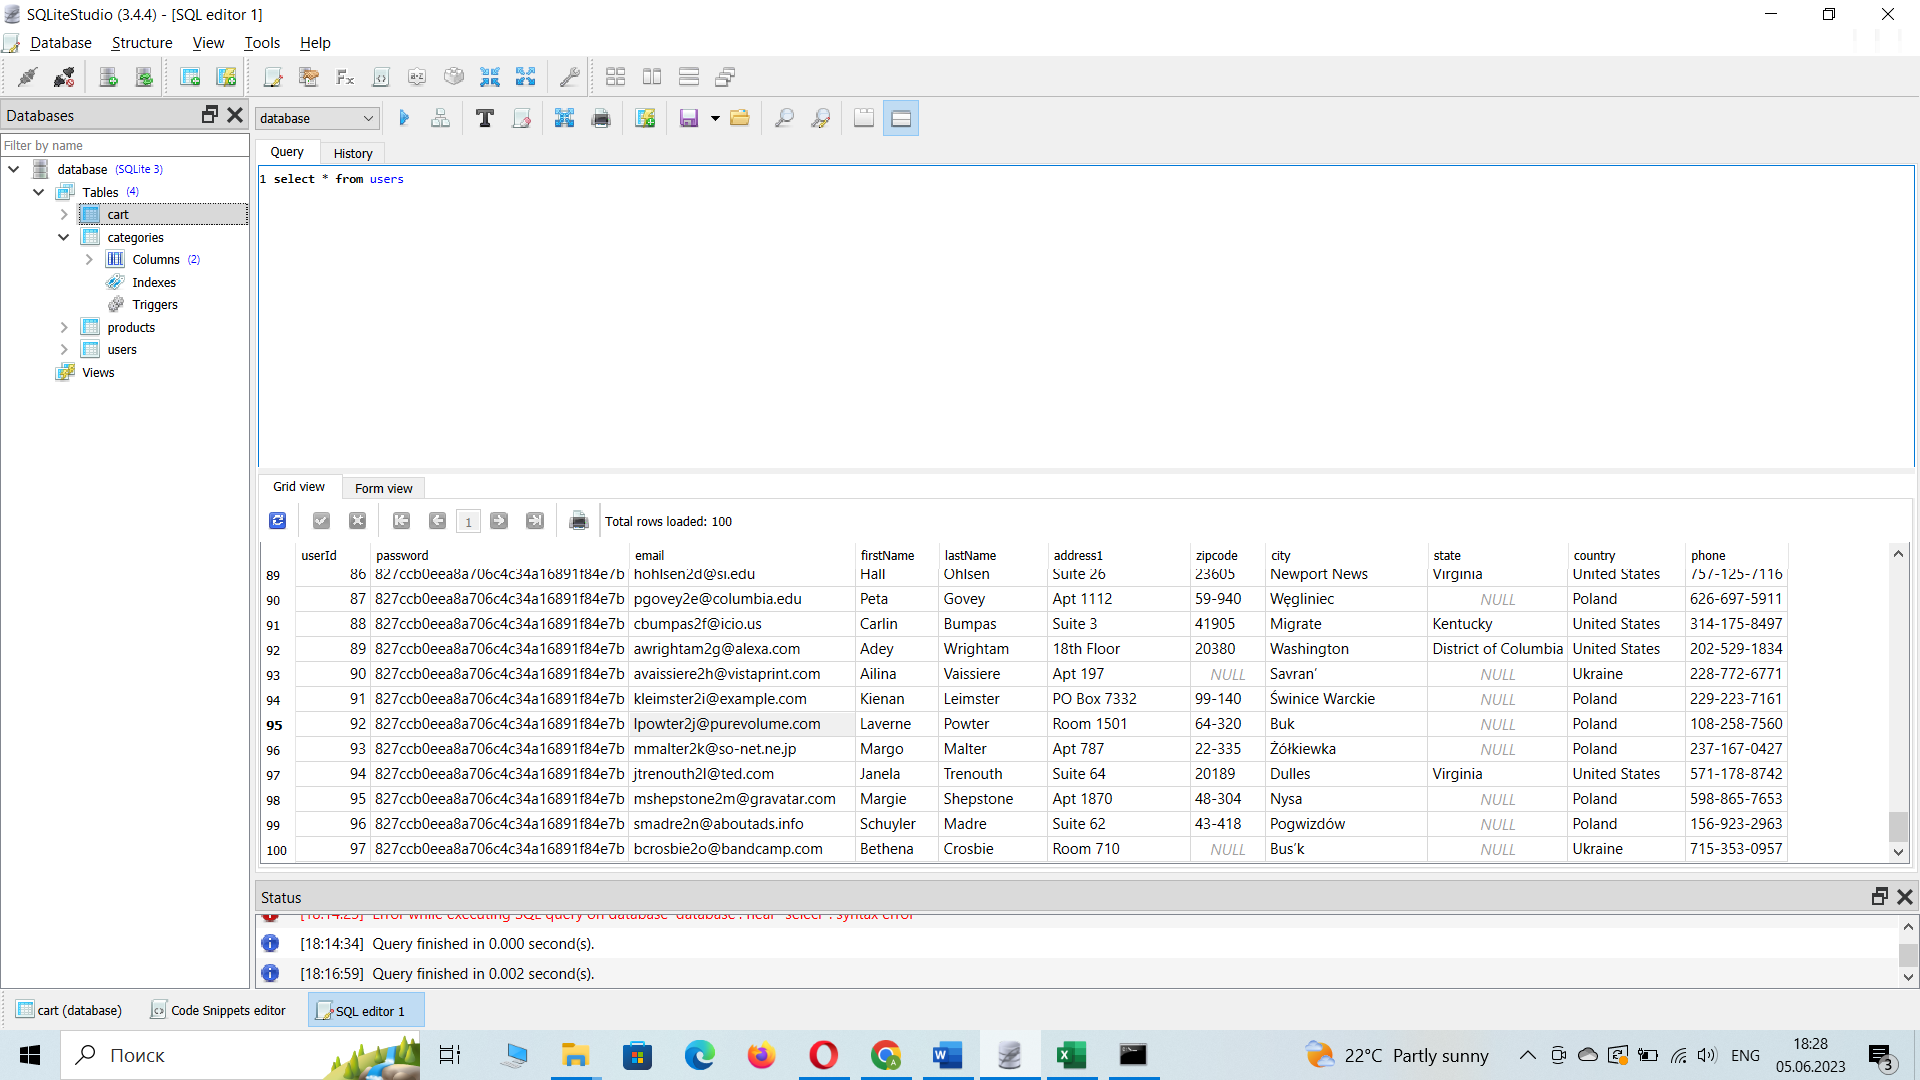 SQLiteStudio (3.4.4) - [SQL editor 1]
Database Structure View Tools Help
Databases
database
Filter by name
Query History
database (SQLite 3)
1 select * from users
Tables (4)
cart
categories
Columns (2)
Indexes
Triggers
products
users
Views
Grid view Form view
1 Total rows loaded: 100
userId password email firstName lastName address1 zipcode city state country phone
89 86 827ccb0eea8a706c4c34a16891f84e7b hohlsen2d@si.edu Hall Ohlsen Suite 26 23605 Newport News Virginia United States 757-125-7116
90 87 827ccb0eea8a706c4c34a16891f84e7b pgovey2e@columbia.edu Peta Govey Apt 1112 59-940 Węgliniec NULL Poland 626-697-5911
91 88 827ccb0eea8a706c4c34a16891f84e7b cbumpas2f@icio.us Carlin Bumpas Suite 3 41905 Migrate Kentucky United States 314-175-8497
92 89 827ccb0eea8a706c4c34a16891f84e7b awrightam2g@alexa.com Adey Wrightam 18th Floor 20380 Washington District of Columbia United States 202-529-1834
93 90 827ccb0eea8a706c4c34a16891f84e7b avaissiere2h@vistaprint.com Ailina Vaissiere Apt 197 NULL Savran’ NULL Ukraine 228-772-6771
94 91 827ccb0eea8a706c4c34a16891f84e7b kleimster2i@example.com Kienan Leimster PO Box 7332 99-140 Świnice Warckie NULL Poland 229-223-7161
95 92 827ccb0eea8a706c4c34a16891f84e7b lpowter2j@purevolume.com Laverne Powter Room 1501 64-320 Buk NULL Poland 108-258-7560
96 93 827ccb0eea8a706c4c34a16891f84e7b mmalter2k@so-net.ne.jp Margo Malter Apt 787 22-335 Żółkiewka NULL Poland 237-167-0427
97 94 827ccb0eea8a706c4c34a16891f84e7b jtrenouth2l@ted.com Janela Trenouth Suite 64 20189 Dulles Virginia United States 571-178-8742
98 95 827ccb0eea8a706c4c34a16891f84e7b mshepstone2m@gravatar.com Margie Shepstone Apt 1870 48-304 Nysa NULL Poland 598-865-7653
99 96 827ccb0eea8a706c4c34a16891f84e7b smadre2n@aboutads.info Schuyler Madre Suite 62 43-418 Pogwizdów NULL Poland 156-923-2963
100 97 827ccb0eea8a706c4c34a16891f84e7b bcrosbie2o@bandcamp.com Bethena Crosbie Room 710 NULL Bus’k NULL Ukraine 715-353-0957
Status
[18:14:25] Error while executing SQL query on database 'database': near "select": syntax error
[18:14:34] Query finished in 0.000 second(s).
[18:16:59] Query finished in 0.002 second(s).
cart (database) Code Snippets editor SQL editor 1
Поиск
22°C Partly sunny
ENG
18:28
05.06.2023
3